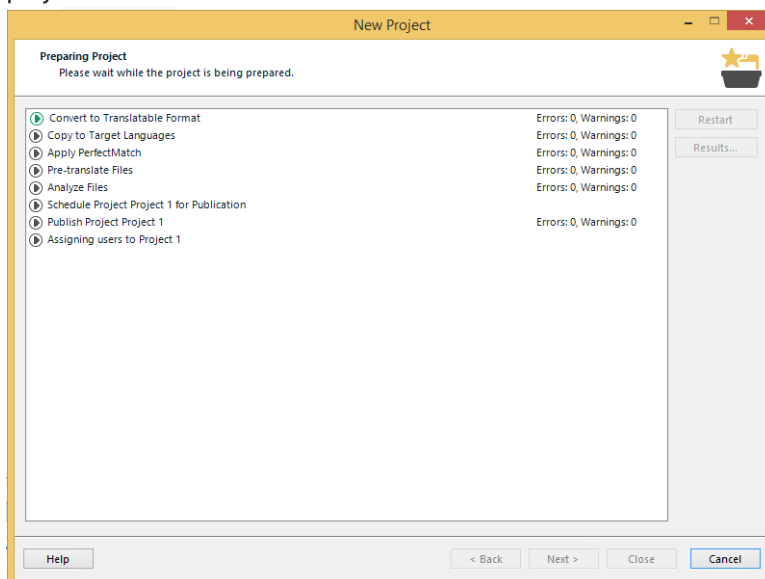 New Project
Preparing Project
Please wait while the project is being prepared.
Convert to Translatable Format Errors: 0, Warnings: 0
Restart
Copy to Target Languages Errors: 0, Warnings: 0
Apply PerfectMatch Errors: 0, Warnings: 0
Results...
Pre-translate Files Errors: 0, Warnings: 0
Analyze Files Errors: 0, Warnings: 0
Schedule Project Project 1 for Publication
Publish Project Project 1 Errors: 0, Warnings: 0
Assigning users to Project 1
Help < Back Next > Close Cancel